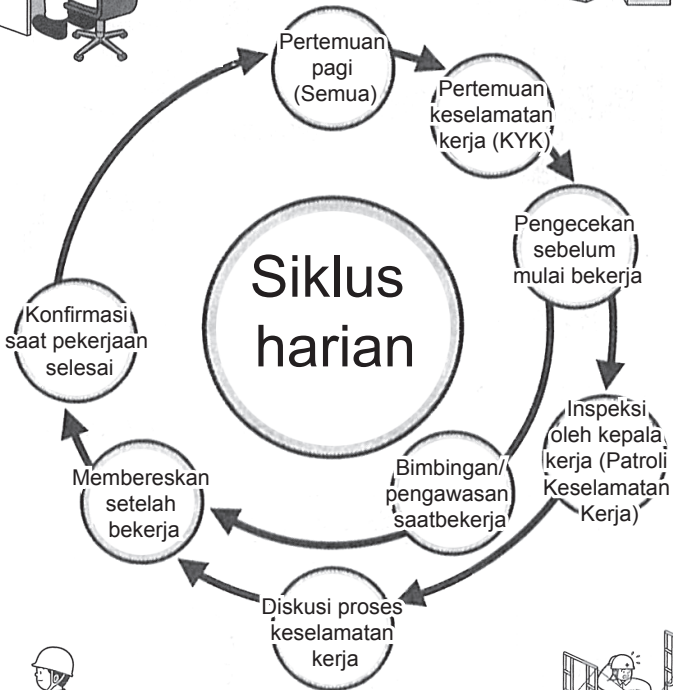 Pertemuan
pagi
(Semua)
Pertemuan
keselamatan
kerja (KYK)
Pengecekan
sebelum
mulai bekerja
Siklus
harian
Konfirmasi
saat pekerjaan
selesai
Inspeksi
oleh kepala
kerja (Patroli
Keselamatan
Kerja)
Bimbingan/
pengawasan
saatbekerja
Membereskan
setelah
bekerja
Diskusi proses
keselamatan
kerja